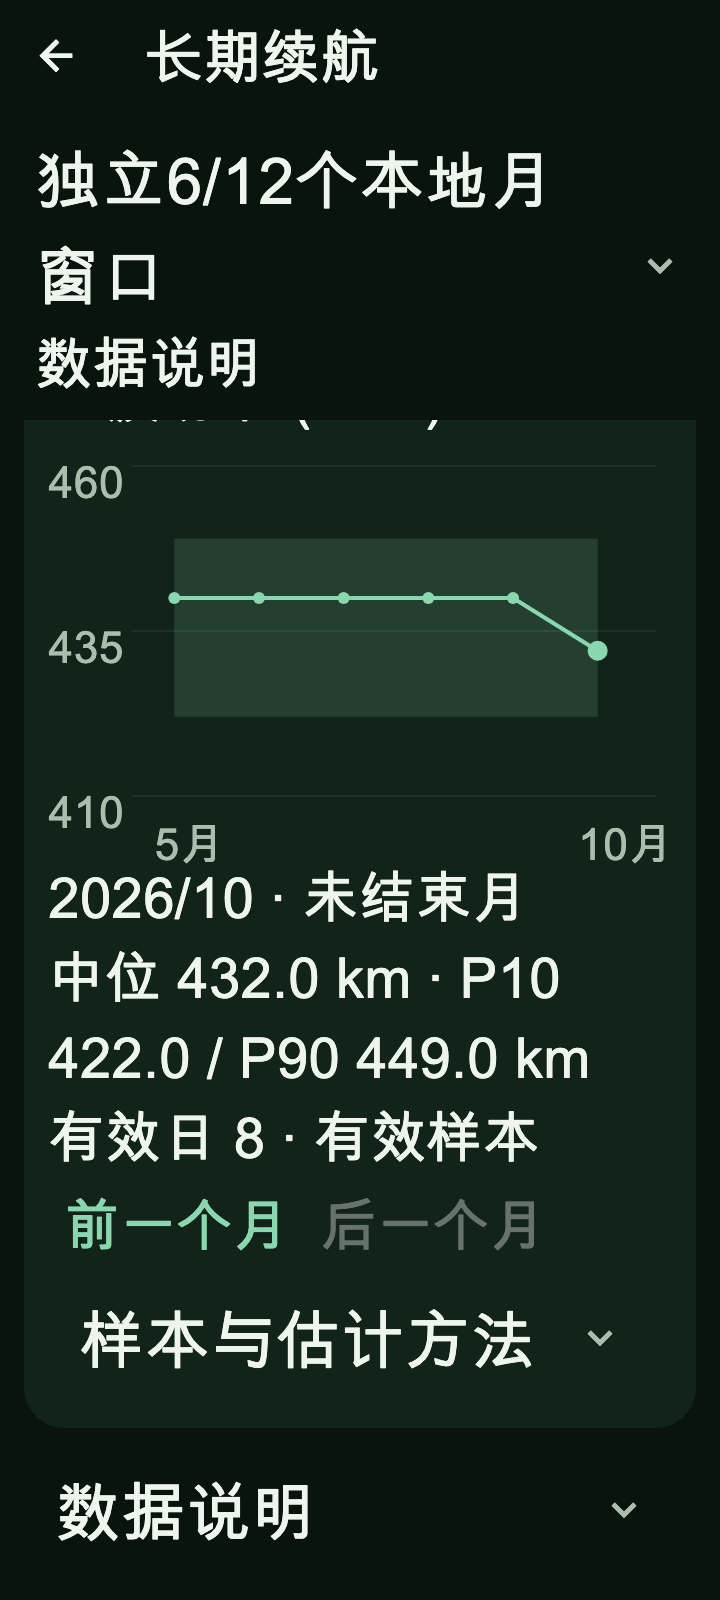 长期续航
独立6/12个本地月
窗口
数据说明
460
435
410
5月
10月
2026/10 · 未结束月
中位 432.0 km · P10
422.0 / P90 449.0 km
有效日 8 · 有效样本
前一个月 后一个月
样本与估计方法
数据说明